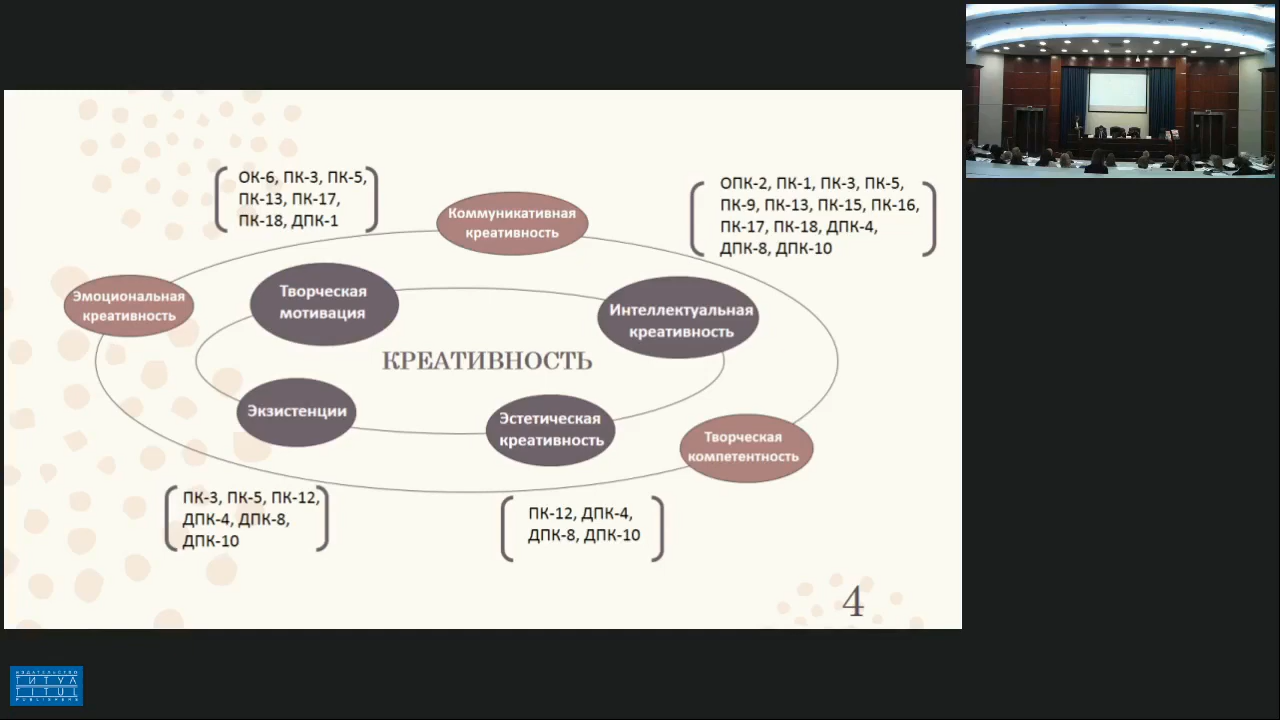 ОК-6, ПК-3, ПК-5,
ПК-13, ПК-17,
ПК-18, ДПК-1
Коммуникативная
креативность
ОПК-2, ПК-1, ПК-3, ПК-5,
ПК-9, ПК-13, ПК-15, ПК-16,
ПК-17, ПК-18, ДПК-4,
ДПК-8, ДПК-10
Эмоциональная
креативность
Творческая
мотивация
Интеллектуальная
креативность
КРЕАТИВНОСТЬ
Экзистенции
Эстетическая
креативность
Творческая
компетентность
ПК-3, ПК-5, ПК-12,
ДПК-4, ДПК-8,
ДПК-10
ПК-12, ДПК-4,
ДПК-8, ДПК-10
4
ИЗДАТЕЛЬСТВО
ТИТУЛ
TITUL
PUBLISHERS